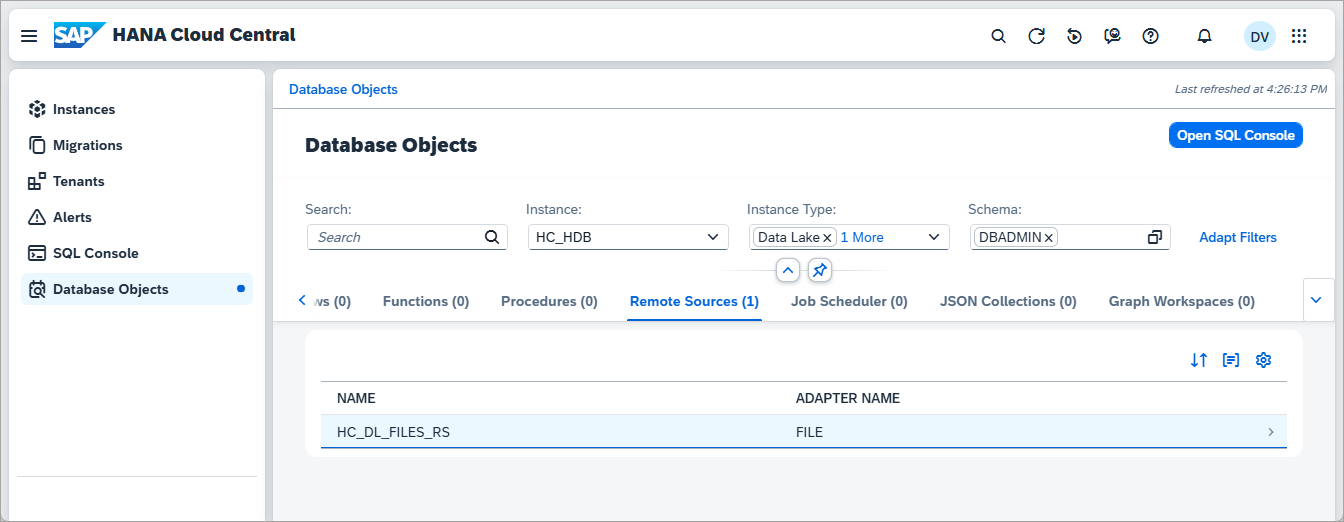 SAP HANA Cloud Central
DV
Instances
Migrations
Tenants
Alerts
SQL Console
Database Objects
Database Objects
Last refreshed at 4:26:13 PM
Database Objects
Open SQL Console
Search:
Instance:
Instance Type:
Schema:
Search
HC_HDB
Data Lake
1 More
DBADMIN
Adapt Filters
(0)
Functions (0)
Procedures (0)
Remote Sources (1)
Job Scheduler (0)
JSON Collections (0)
Graph Workspaces (0)
NAME
ADAPTER NAME
HC_DL_FILES_RS
FILE